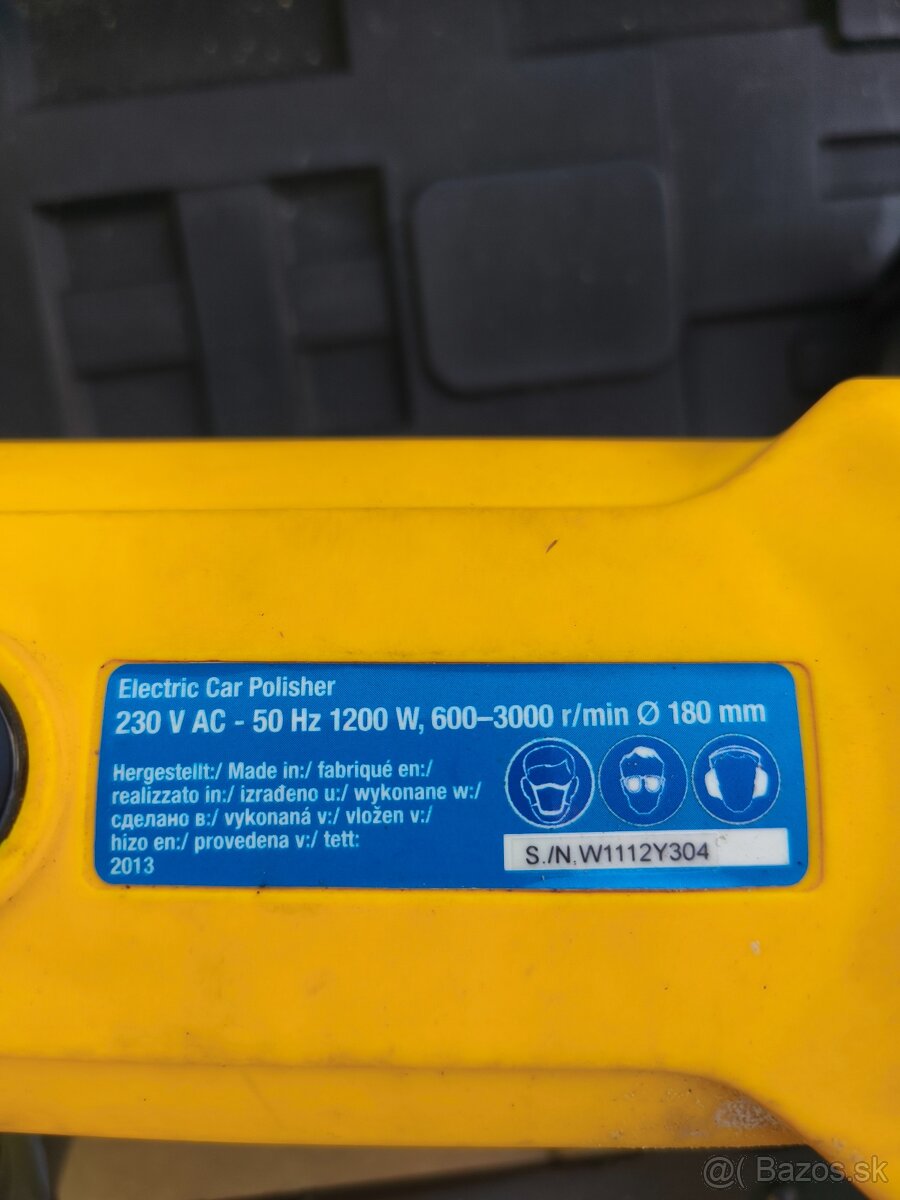 Electric Car Polisher
230 V AC - 50 Hz 1200 W, 600–3000 r/min Ø 180 mm
Hergestellt:/ Made in:/ fabriqué en:/
realizzato in:/ izrađeno u:/ wykonane w:/
сделано в:/ vykonaná v:/ vložen v:/
hizo en:/ provedena v:/ tett:
2013
S./N.W1112Y304
@( Bazos.sk